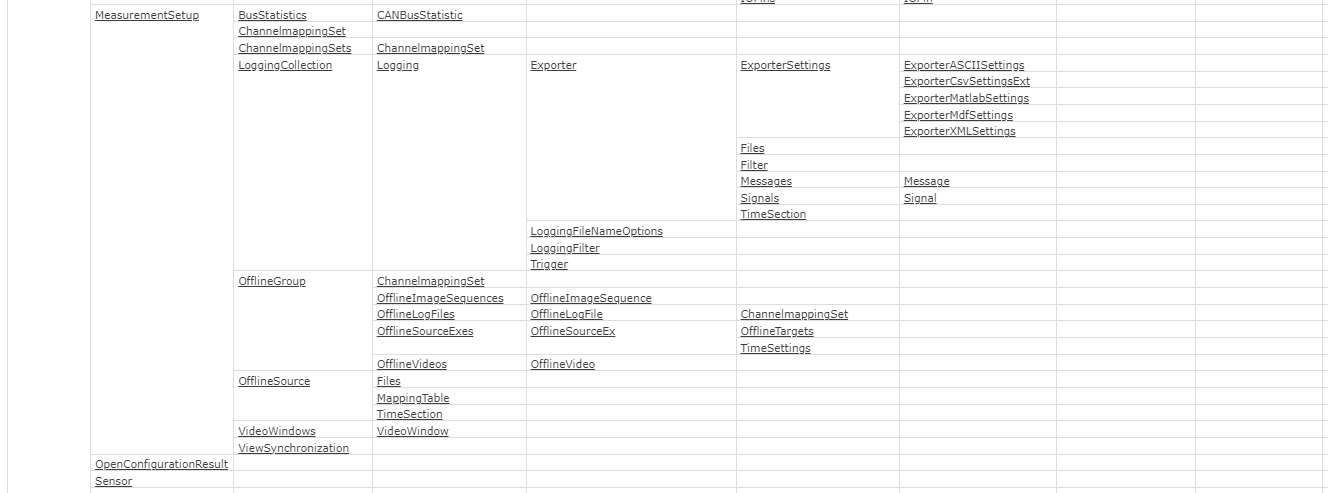 IOPins IOPin
MeasurementSetup BusStatistics CANBusStatistic
ChannelmappingSet
ChannelmappingSets ChannelmappingSet
LoggingCollection Logging Exporter ExporterSettings ExporterASCIISettings
ExporterCsvSettingsExt
ExporterMatlabSettings
ExporterMdfSettings
ExporterXMLSettings
Files
Filter
Messages Message
Signals Signal
TimeSection
LoggingFileNameOptions
LoggingFilter
Trigger
OfflineGroup ChannelmappingSet
OfflineImageSequences OfflineImageSequence
OfflineLogFiles OfflineLogFile ChannelmappingSet
OfflineSourceExes OfflineSourceEx OfflineTargets
TimeSettings
OfflineVideos OfflineVideo
OfflineSource Files
MappingTable
TimeSection
VideoWindows VideoWindow
ViewSynchronization
OpenConfigurationResult
Sensor